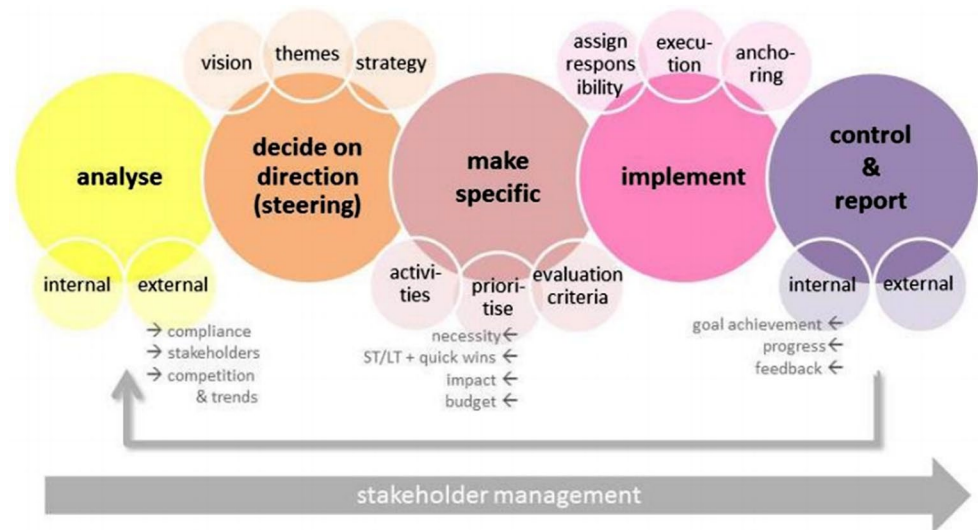 vision
themes
strategy
assign
respons
ibility
execu-
tion
ancho-
ring
analyse
decide on
direction
(steering)
make
specific
implement
control
&
report
internal
external
activi-
ties
priori-
tise
evaluation
criteria
internal
external
→ compliance
→ stakeholders
→ competition
& trends
necessity←
ST/LT + quick wins ←
impact ←
budget ←
goal achievement ←
progress←
feedback ←
stakeholder management